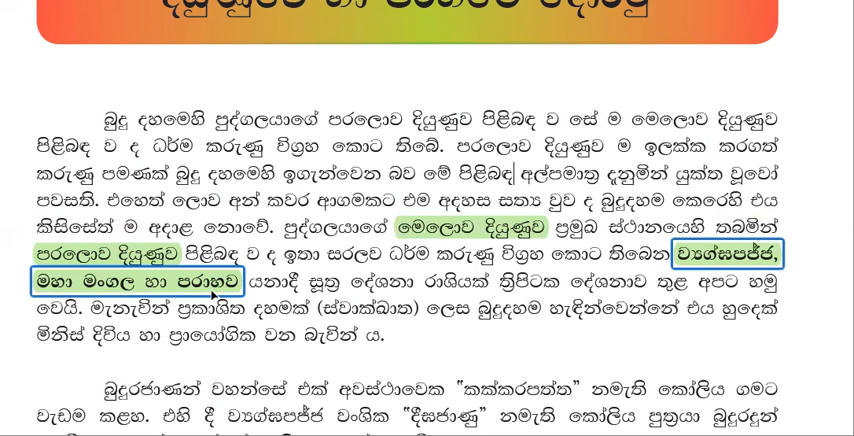 දියුණුවේ හා පරිහානියේ දොරටු
බුදු දහමෙහි පුද්ගලයාගේ පරලොව දියුණුව පිළිබඳ ව සේ ම මෙලොව දියුණුව
පිළිබඳ ව ද ධර්ම කරුණු විග්‍රහ කොට තිබේ. පරලොව දියුණුව ම ඉලක්ක කරගත්
කරුණු පමණක් බුදු දහමෙහි ඉගැන්වෙන බව මේ පිළිබඳ අල්පමාත්‍ර දැනුමින් යුක්ත වූවෝ
පවසති. එහෙත් ලොව අන් කවර ආගමකට එම අදහස සත්‍ය වුව ද බුදුදහම කෙරෙහි එය
කිසිසේත් ම අදාළ නොවේ. පුද්ගලයාගේ මෙලොව දියුණුව ප්‍රමුඛ ස්ථානයෙහි තබමින්
පරලොව දියුණුව පිළිබඳ ව ද ඉතා සරලව ධර්ම කරුණු විග්‍රහ කොට තිබෙන ව්‍යග්ඝපජ්ජ,
මහා මංගල හා පරාභව යනාදී සූත්‍ර දේශනා රාශියක් ත්‍රිපිටක දේශනාව තුළ අපට හමු
වෙයි. මැනැවින් ප්‍රකාශිත දහමක් (ස්වාක්ඛාත) ලෙස බුදුදහම හැඳින්වෙන්නේ එය හුදෙක්
මිනිස් දිවිය හා ප්‍රායෝගික වන බැවින් ය.
බුදුරජාණන් වහන්සේ එක් අවස්ථාවෙක "කක්කරපත්ත" නමැති කෝලිය ගමට
වැඩම කළහ. එහි දී ව්‍යග්ඝපජ්ජ වංශික "දීඝජාණු" නමැති කෝලිය පුත්‍රයා බුදුරදුන්